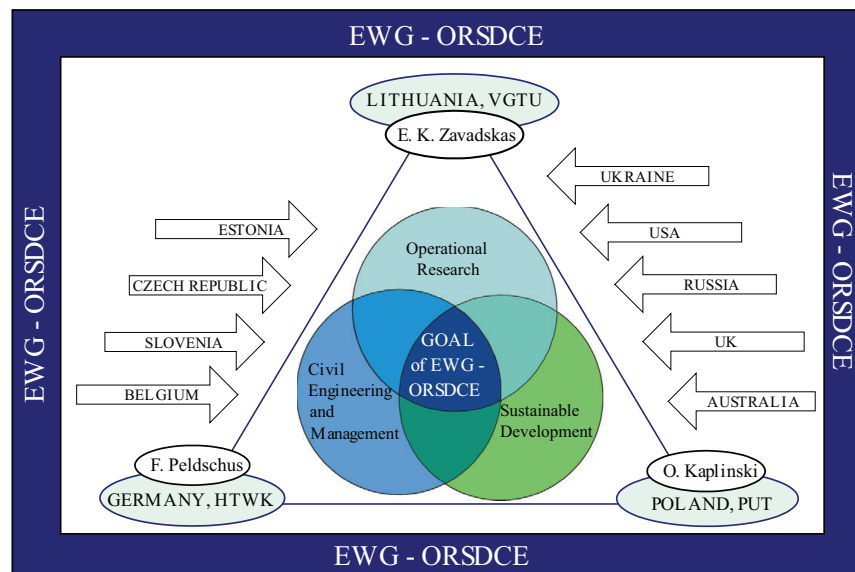 EWG - ORSDCE
EWG - ORSDCE
EWG - ORSDCE
LITHUANIA, VGTU
E. K. Zavadskas
UKRAINE
ESTONIA
USA
Operational
Research
CZECH REPUBLIC
RUSSIA
SLOVENIA
UK
GOAL
of EWG -
ORSDCE
Civil
Engineering
and
Management
BELGIUM
AUSTRALIA
Sustainable
Development
F. Peldschus
GERMANY, HTWK
O. Kaplinski
POLAND, PUT
EWG - ORSDCE